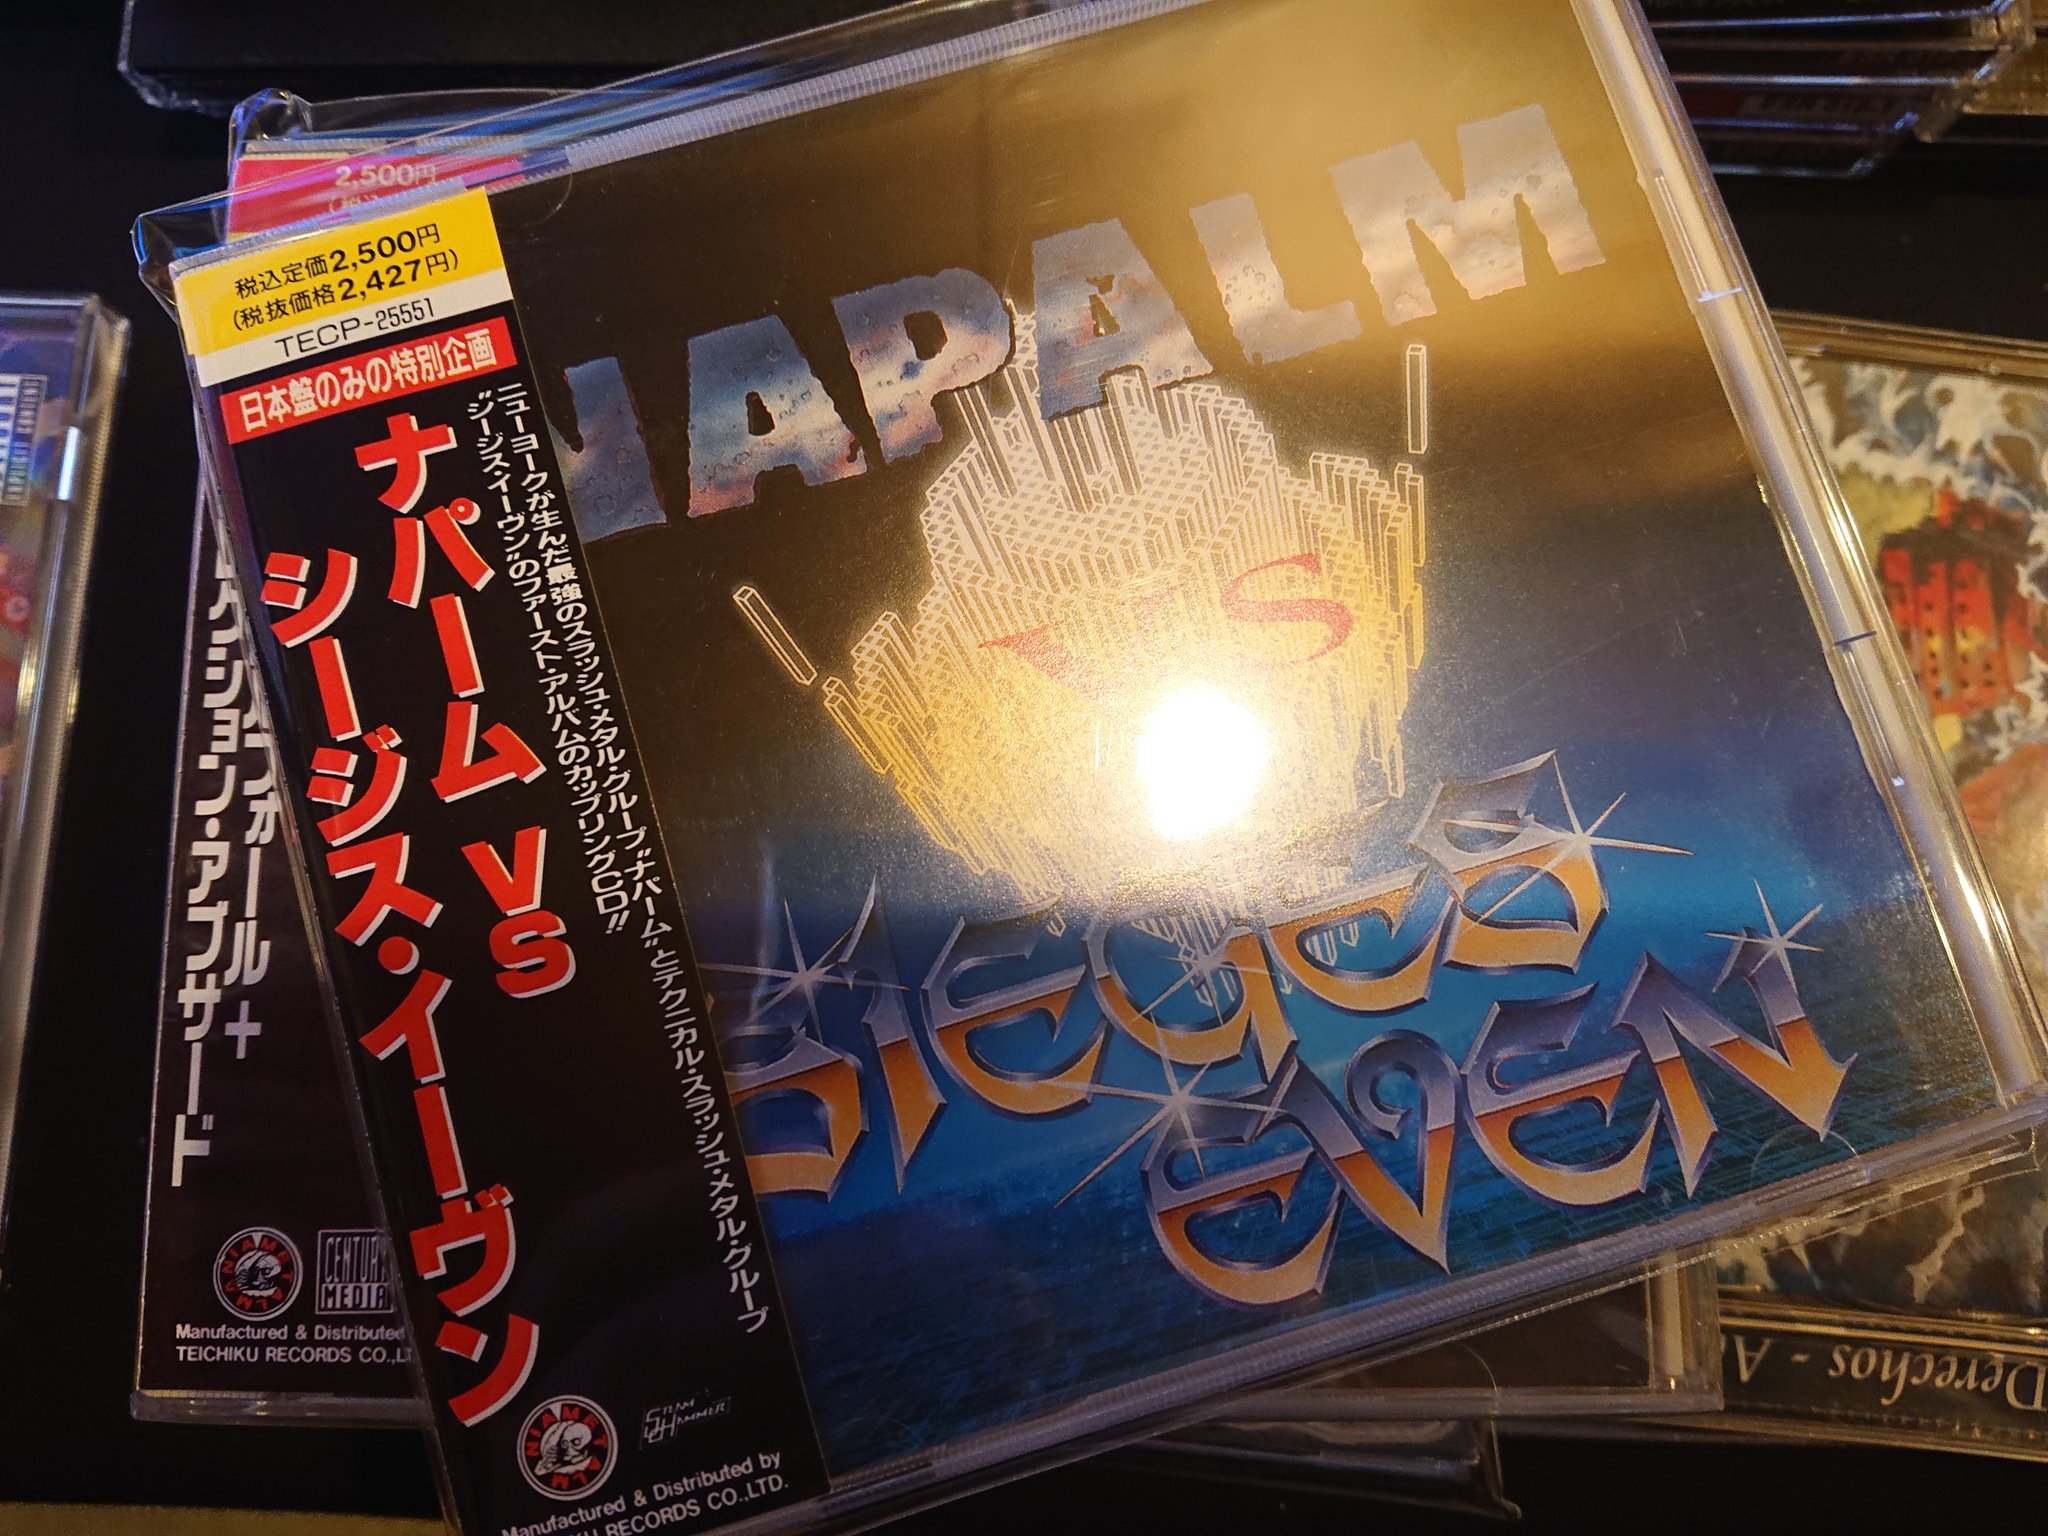 2,500円
税込定価2,500円
(税抜価格2,427円)
TECP-25551
日本盤のみの特別企画
ニューヨークが生んだ最強のスラッシュ・メタル・グループ“ナパーム”とテクニカル・スラッシュ・メタル・グループ
“ジージス・イーヴン”のファースト・アルバムのカップリングCD!!
ナパーム VS
シージス・イーヴン
NAPALM
VS
SIEGES
EVEN
STEAM
HAMMER
Manufactured & Distributed by
TEICHIKU RECORDS CO.,LTD.
フォール+
クション・アブサード
METAL MANIA
CENTURY
MEDIA
Manufactured & Distributed
TEICHIKU RECORDS CO.,LT
Derechos - A